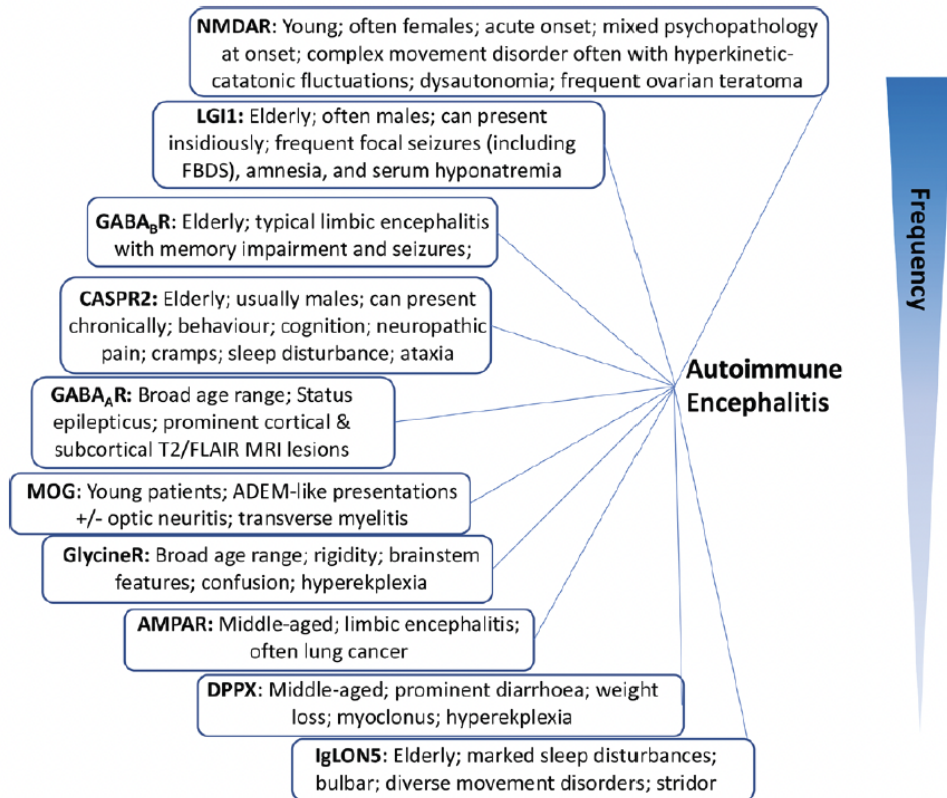 NMDAR: Young; often females; acute onset; mixed psychopathology
at onset; complex movement disorder often with hyperkinetic-
catatonic fluctuations; dysautonomia; frequent ovarian teratoma
LGI1: Elderly; often males; can present
insidiously; frequent focal seizures (including
FBDS), amnesia, and serum hyponatremia
GABA_BR: Elderly; typical limbic encephalitis
with memory impairment and seizures;
CASPR2: Elderly; usually males; can present
chronically; behaviour; cognition; neuropathic
pain; cramps; sleep disturbance; ataxia
GABA_AR: Broad age range; Status
epilepticus; prominent cortical &
subcortical T2/FLAIR MRI lesions
MOG: Young patients; ADEM-like presentations
+/- optic neuritis; transverse myelitis
GlycineR: Broad age range; rigidity; brainstem
features; confusion; hyperekplexia
AMPAR: Middle-aged; limbic encephalitis;
often lung cancer
DPPX: Middle-aged; prominent diarrhoea; weight
loss; myoclonus; hyperekplexia
IgLON5: Elderly; marked sleep disturbances;
bulbar; diverse movement disorders; stridor
Autoimmune
Encephalitis
Frequency